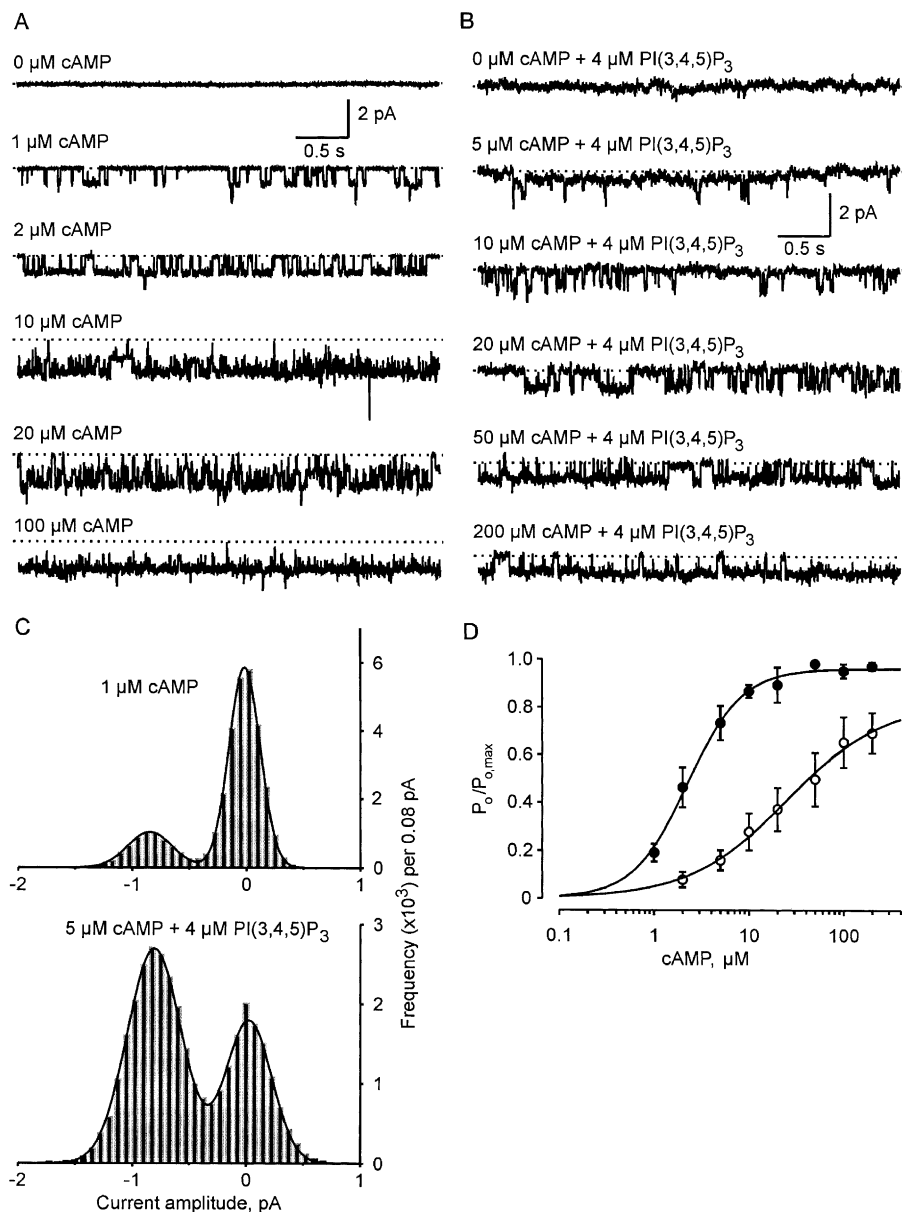 A
0 µM cAMP
2 pA
0.5 s
1 µM cAMP
2 µM cAMP
10 µM cAMP
20 µM cAMP
100 µM cAMP
B
0 µM cAMP + 4 µM PI(3,4,5)P₃
5 µM cAMP + 4 µM PI(3,4,5)P₃
2 pA
0.5 s
10 µM cAMP + 4 µM PI(3,4,5)P₃
20 µM cAMP + 4 µM PI(3,4,5)P₃
50 µM cAMP + 4 µM PI(3,4,5)P₃
200 µM cAMP + 4 µM PI(3,4,5)P₃
C
1 µM cAMP
6
4
2
0
-2 -1 0 1
5 µM cAMP + 4 µM PI(3,4,5)P₃
3
2
1
0
-2 -1 0 1
Current amplitude, pA
Frequency (x10³) per 0.08 pA
D
1.0
0.8
0.6
0.4
0.2
0
Pₒ/Pₒ,max
0.1 1 10 100
cAMP, µM